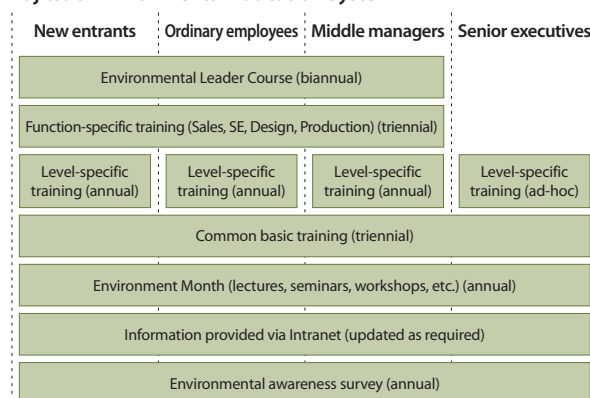 New entrants
Ordinary employees
Middle managers
Senior executives
Environmental Leader Course (biannual)
Function-specific training (Sales, SE, Design, Production) (triennial)
Level-specific
training (annual)
Level-specific
training (annual)
Level-specific
training (annual)
Level-specific
training (ad-hoc)
Common basic training (triennial)
Environment Month (lectures, seminars, workshops, etc.) (annual)
Information provided via Intranet (updated as required)
Environmental awareness survey (annual)